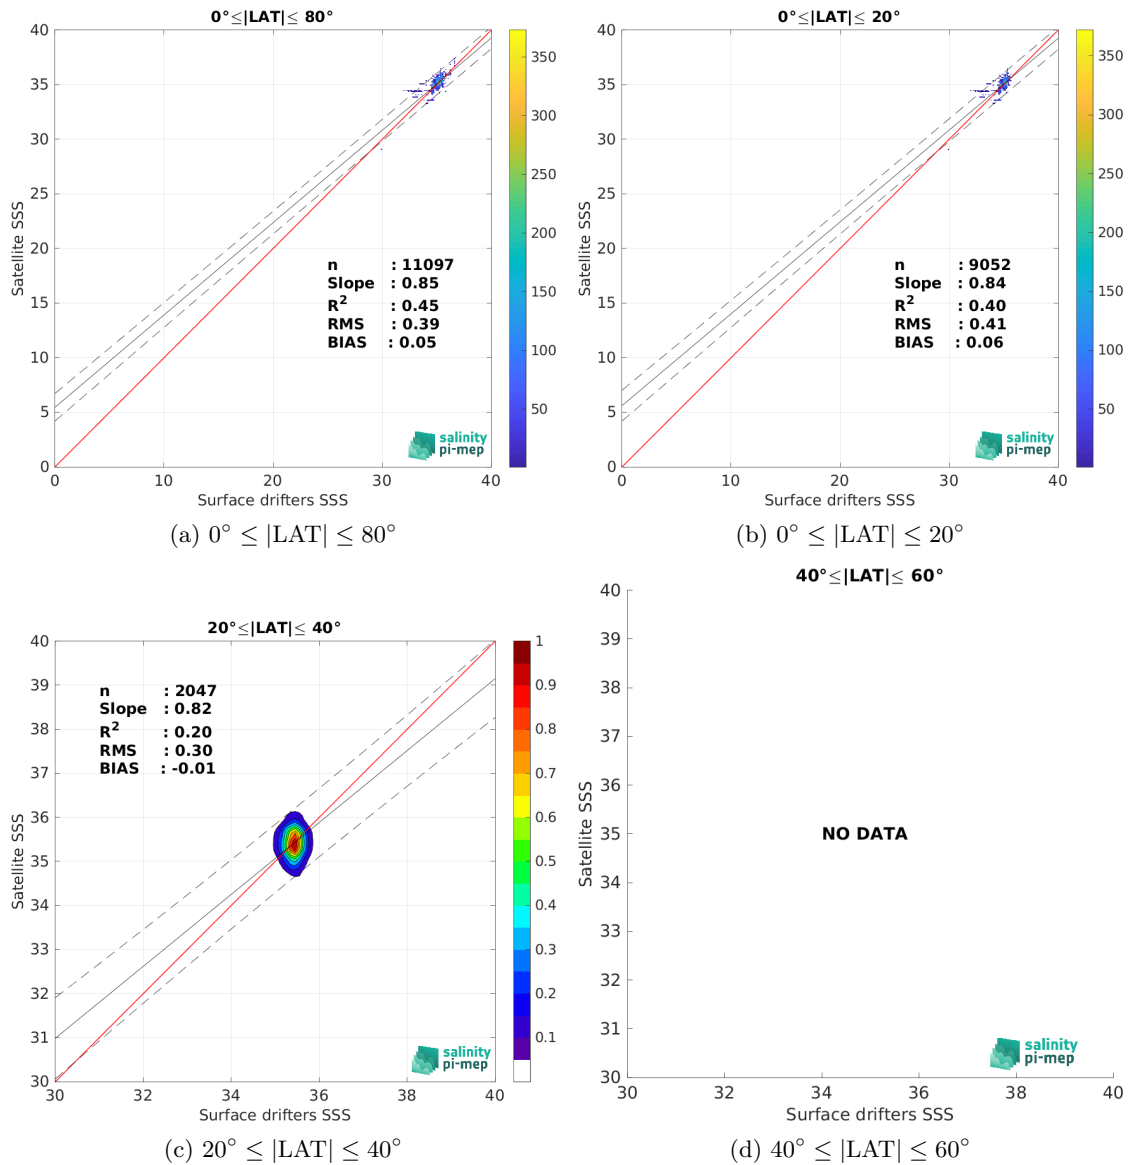 0°≤|LAT|≤ 80°
40
35
30
25
20
15
10
5
0
0
10
20
30
40
Satellite SSS
Surface drifters SSS
n : 11097
Slope : 0.85
R² : 0.45
RMS : 0.39
BIAS : 0.05
salinity
pi-mep
350
300
250
200
150
100
50
(a) 0° ≤ |LAT| ≤ 80°
0°≤|LAT|≤ 20°
40
35
30
25
20
15
10
5
0
0
10
20
30
40
Satellite SSS
Surface drifters SSS
n : 9052
Slope : 0.84
R² : 0.40
RMS : 0.41
BIAS : 0.06
salinity
pi-mep
350
300
250
200
150
100
50
(b) 0° ≤ |LAT| ≤ 20°
20°≤|LAT|≤ 40°
40
39
38
37
36
35
34
33
32
31
30
30
32
34
36
38
40
Satellite SSS
Surface drifters SSS
n : 2047
Slope : 0.82
R² : 0.20
RMS : 0.30
BIAS : -0.01
salinity
pi-mep
1
0.9
0.8
0.7
0.6
0.5
0.4
0.3
0.2
0.1
(c) 20° ≤ |LAT| ≤ 40°
40°≤|LAT|≤ 60°
40
39
38
37
36
35
34
33
32
31
30
30
32
34
36
38
40
Satellite SSS
Surface drifters SSS
NO DATA
salinity
pi-mep
(d) 40° ≤ |LAT| ≤ 60°